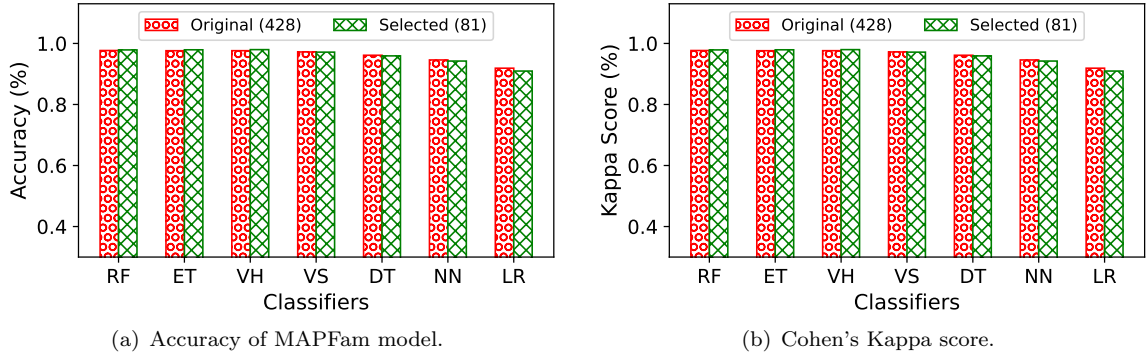 Original (428) Selected (81)
Accuracy (%)
1.0
0.8
0.6
0.4
RF ET VH VS DT NN LR
Classifiers
(a) Accuracy of MAPFam model.
Original (428) Selected (81)
Kappa Score (%)
1.0
0.8
0.6
0.4
RF ET VH VS DT NN LR
Classifiers
(b) Cohen's Kappa score.